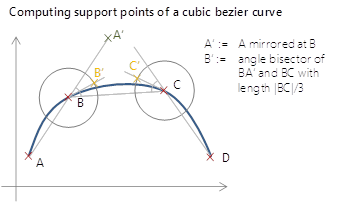 Computing support points of a cubic bezier curve
A'
A' := A mirrored at B
B' := angle bisector of
BA' and BC with
length |BC|/3
B'
C'
C
B
A
D